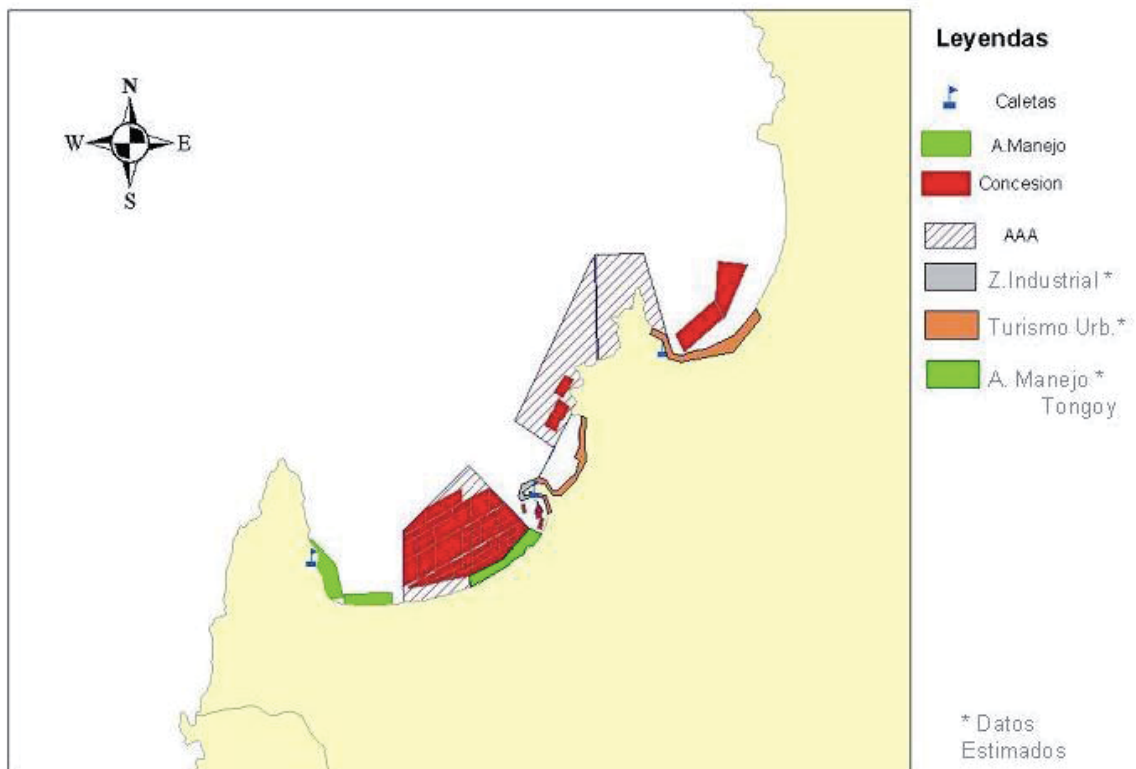 N
W E
S
Leyendas
Caletas
A.Manejo
Concesion
AAA
Z.Industrial *
Turismo Urb.*
A. Manejo *
Tongoy
* Datos
Estimados